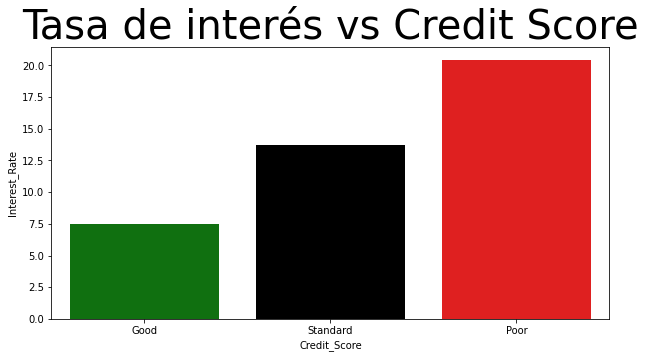 Tasa de interés vs Credit Score
20.0
17.5
15.0
12.5
10.0
7.5
5.0
2.5
0.0
Interest_Rate
Good Standard Poor
Credit_Score